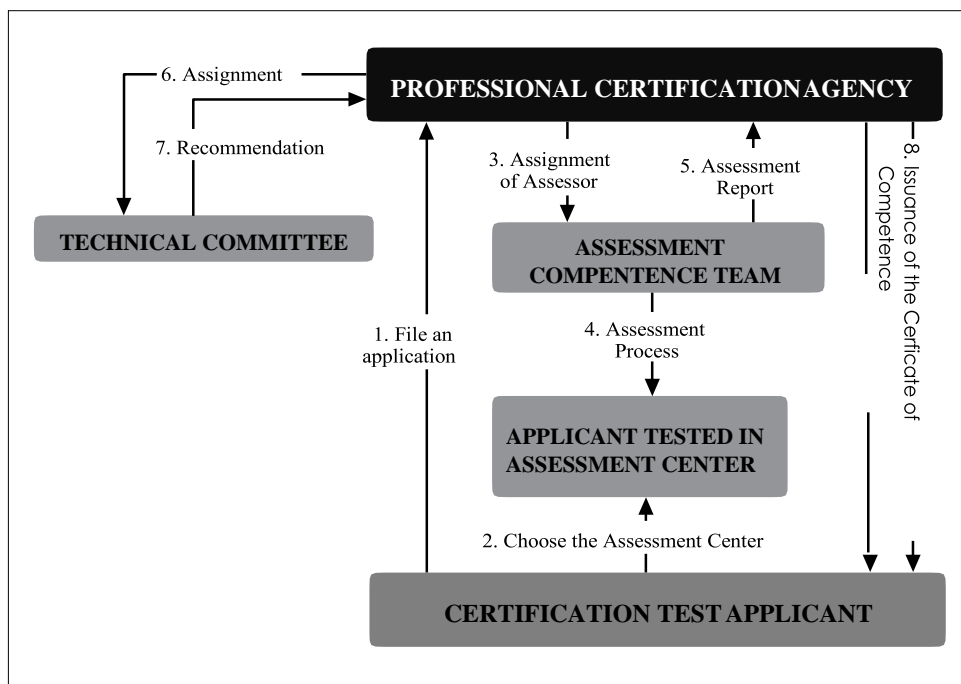 6. Assignment
PROFESSIONAL CERTIFICATION AGENCY
7. Recommendation
3. Assignment
of Assessor
5. Assessment
Report
8. Issuance of the Cerficate of
Competence
TECHNICAL COMMITTEE
ASSESSMENT
COMPENTENCE TEAM
1. File an
application
4. Assessment
Process
APPLICANT TESTED IN
ASSESSMENT CENTER
2. Choose the Assessment Center
CERTIFICATION TEST APPLICANT